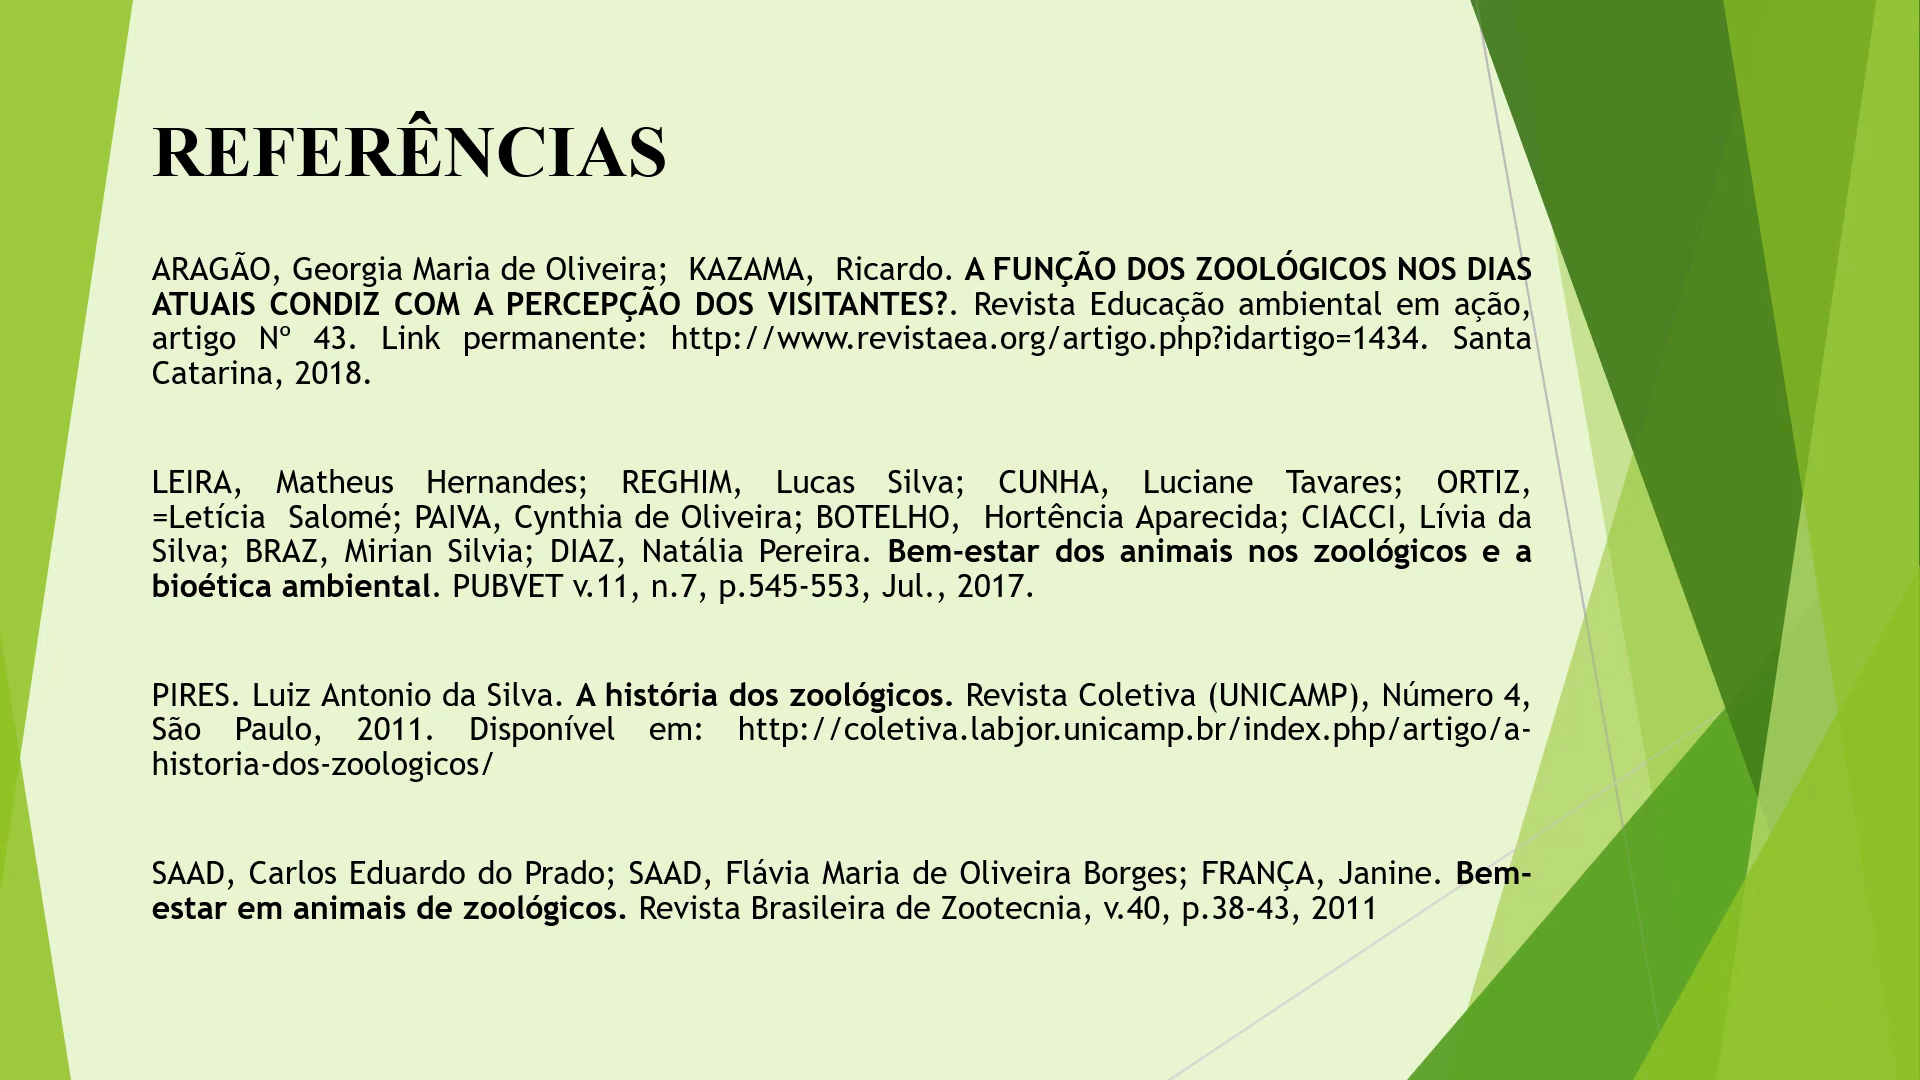 REFERÊNCIAS
ARAGÃO, Georgia Maria de Oliveira;  KAZAMA,  Ricardo. A FUNÇÃO DOS ZOOLÓGICOS NOS DIAS
ATUAIS CONDIZ COM A PERCEPÇÃO DOS VISITANTES?. Revista Educação ambiental em ação,
artigo Nº 43. Link permanente: http://www.revistaea.org/artigo.php?idartigo=1434. Santa
Catarina, 2018.
LEIRA, Matheus Hernandes; REGHIM, Lucas Silva; CUNHA, Luciane Tavares; ORTIZ,
=Letícia  Salomé; PAIVA, Cynthia de Oliveira; BOTELHO,  Hortência Aparecida; CIACCI, Lívia da
Silva; BRAZ, Mirian Silvia; DIAZ, Natália Pereira. Bem-estar dos animais nos zoológicos e a
bioética ambiental. PUBVET v.11, n.7, p.545-553, Jul., 2017.
PIRES. Luiz Antonio da Silva. A história dos zoológicos. Revista Coletiva (UNICAMP), Número 4,
São Paulo, 2011. Disponível em: http://coletiva.labjor.unicamp.br/index.php/artigo/a-
historia-dos-zoologicos/
SAAD, Carlos Eduardo do Prado; SAAD, Flávia Maria de Oliveira Borges; FRANÇA, Janine. Bem-
estar em animais de zoológicos. Revista Brasileira de Zootecnia, v.40, p.38-43, 2011